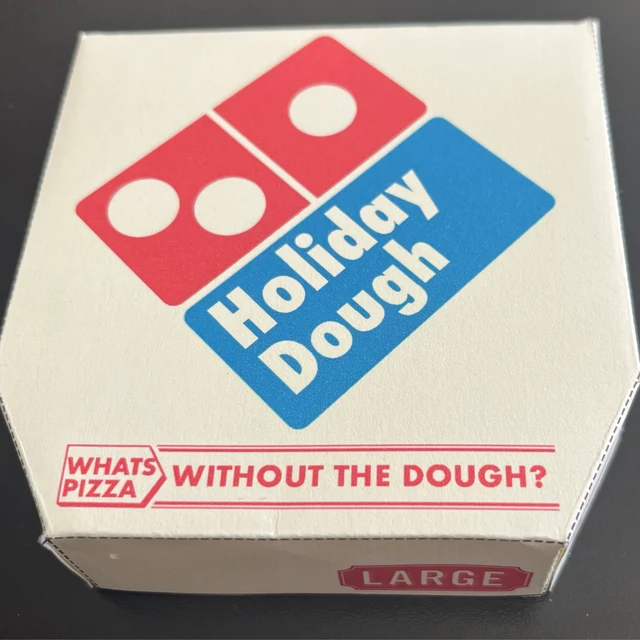 Holiday
Dough
WHATS
PIZZA
WITHOUT THE DOUGH?
LARGE